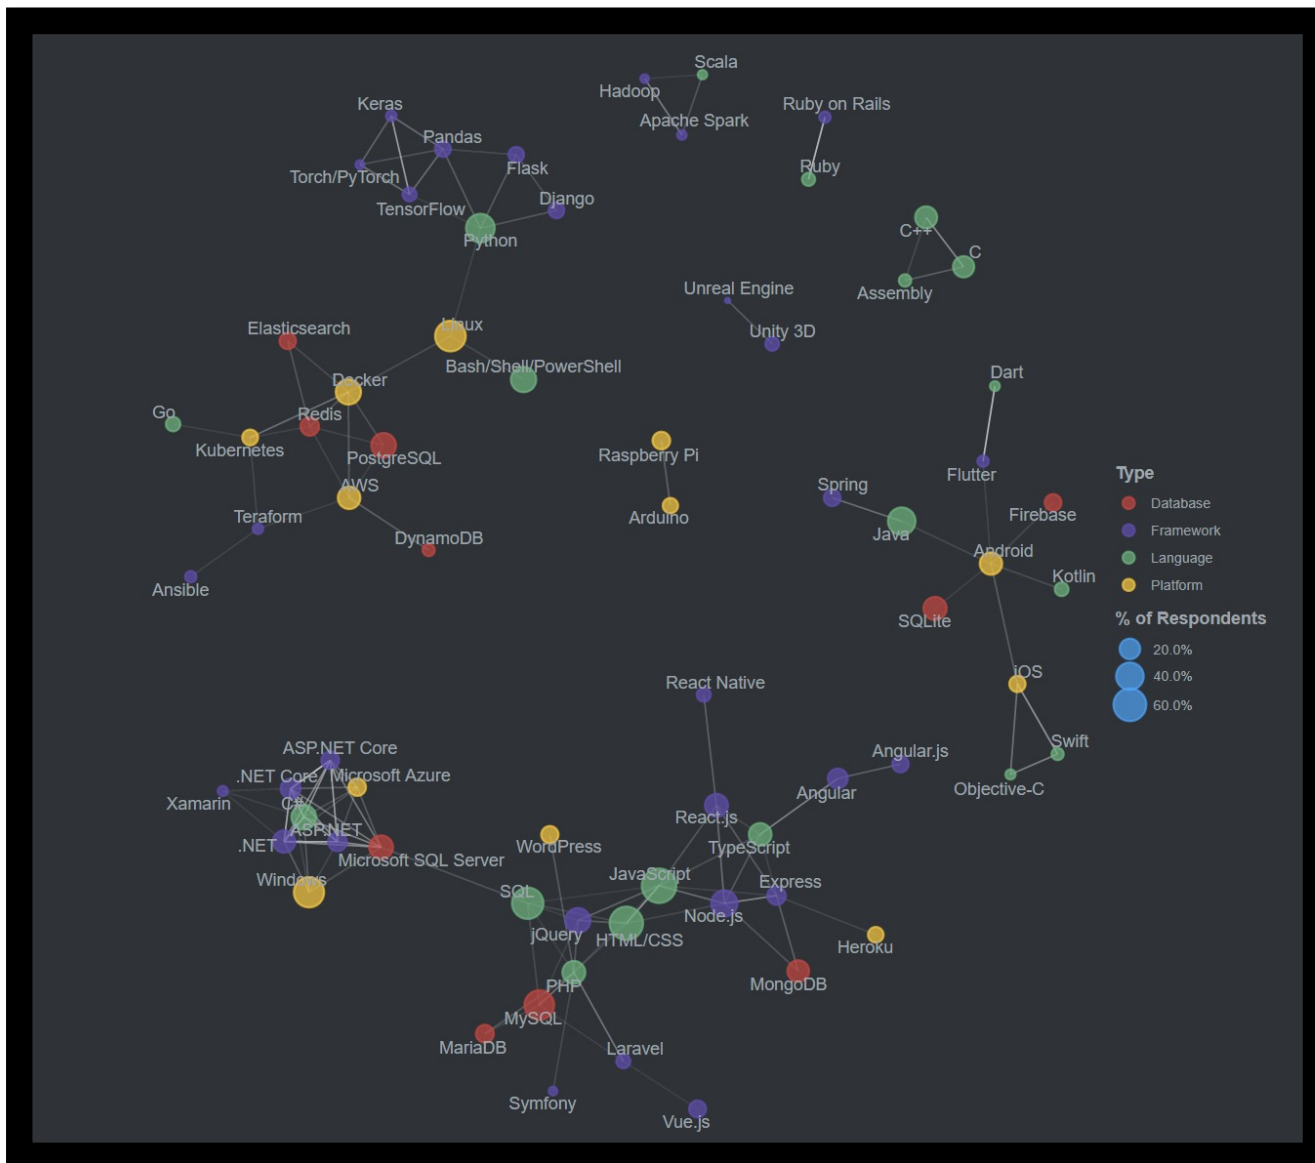 Scala
Hadoop
Apache Spark
Ruby on Rails
Ruby
Keras
Pandas
Torch/PyTorch
Flask
TensorFlow
Django
Python
C++
C
Assembly
Unreal Engine
Unity 3D
Elasticsearch
Linux
Bash/Shell/PowerShell
Docker
Go
Redis
Kubernetes
PostgreSQL
AWS
Teraform
DynamoDB
Ansible
Raspberry Pi
Arduino
Dart
Flutter
Spring
Java
Firebase
Android
Kotlin
SQLite
iOS
Swift
Objective-C
Type
Database
Framework
Language
Platform
% of Respondents
20.0%
40.0%
60.0%
React Native
Angular.js
Angular
React.js
TypeScript
ASP.NET Core
.NET Core
Microsoft Azure
Xamarin
C#
ASP.NET
.NET
Microsoft SQL Server
Windows
WordPress
JavaScript
SQL
Express
Node.js
jQuery
HTML/CSS
Heroku
MongoDB
PHP
MySQL
MariaDB
Laravel
Symfony
Vue.js